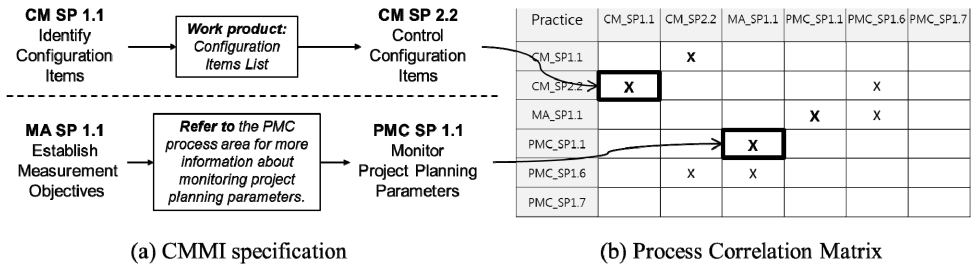 CM SP 1.1
Identify
Configuration
Items
Work product:
Configuration
Items List
CM SP 2.2
Control
Configuration
Items
MA SP 1.1
Establish
Measurement
Objectives
Refer to the PMC
process area for more
information about
monitoring project
planning parameters.
PMC SP 1.1
Monitor
Project Planning
Parameters
(a) CMMI specification
Practice CM_SP1.1 CM_SP2.2 MA_SP1.1 PMC_SP1.1 PMC_SP1.6 PMC_SP1.7
CM_SP1.1 X
CM_SP2.2 X X
MA_SP1.1 X X
PMC_SP1.1 X
PMC_SP1.6 X X
PMC_SP1.7
(b) Process Correlation Matrix